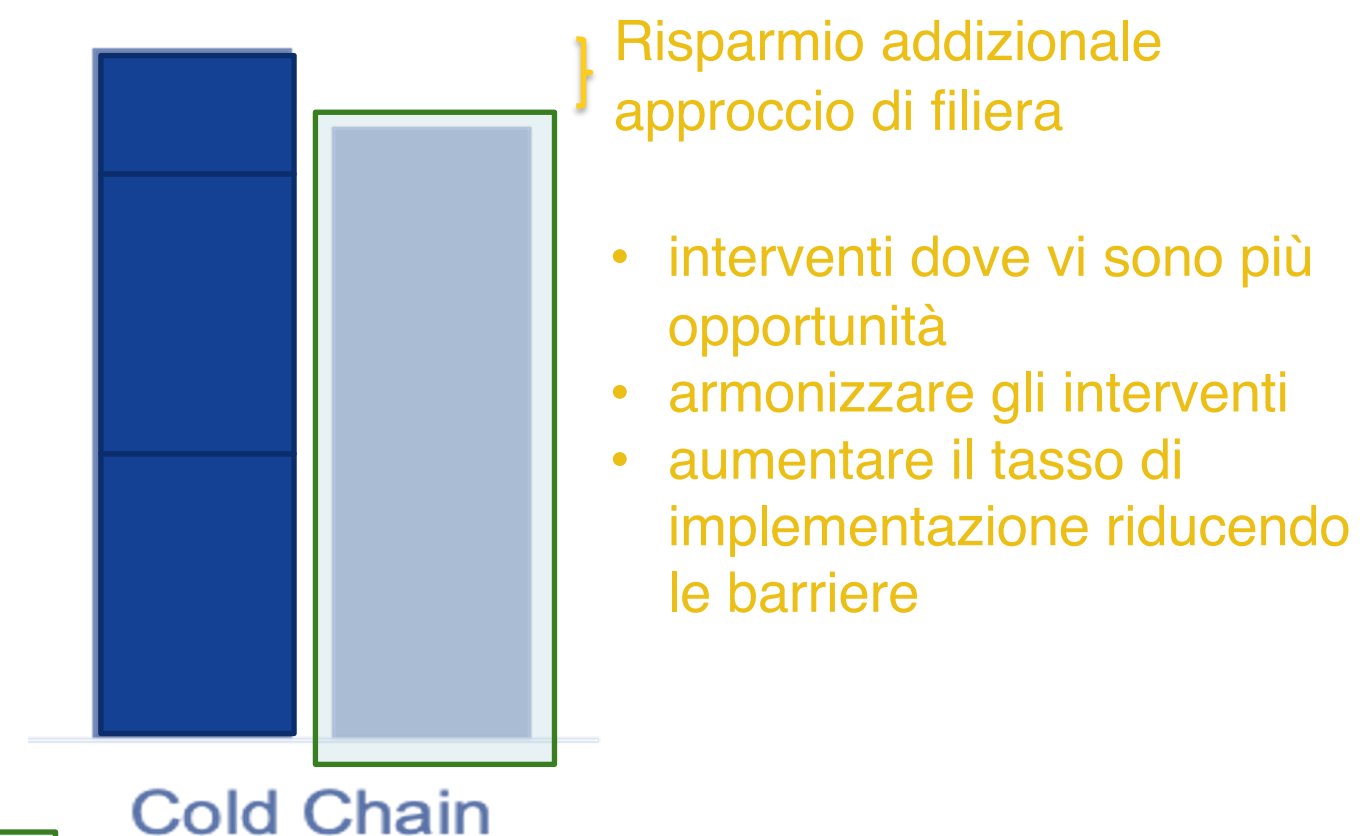 Risparmio addizionale
approccio di filiera
• interventi dove vi sono più
opportunità
• armonizzare gli interventi
• aumentare il tasso di
implementazione riducendo
le barriere
Cold Chain